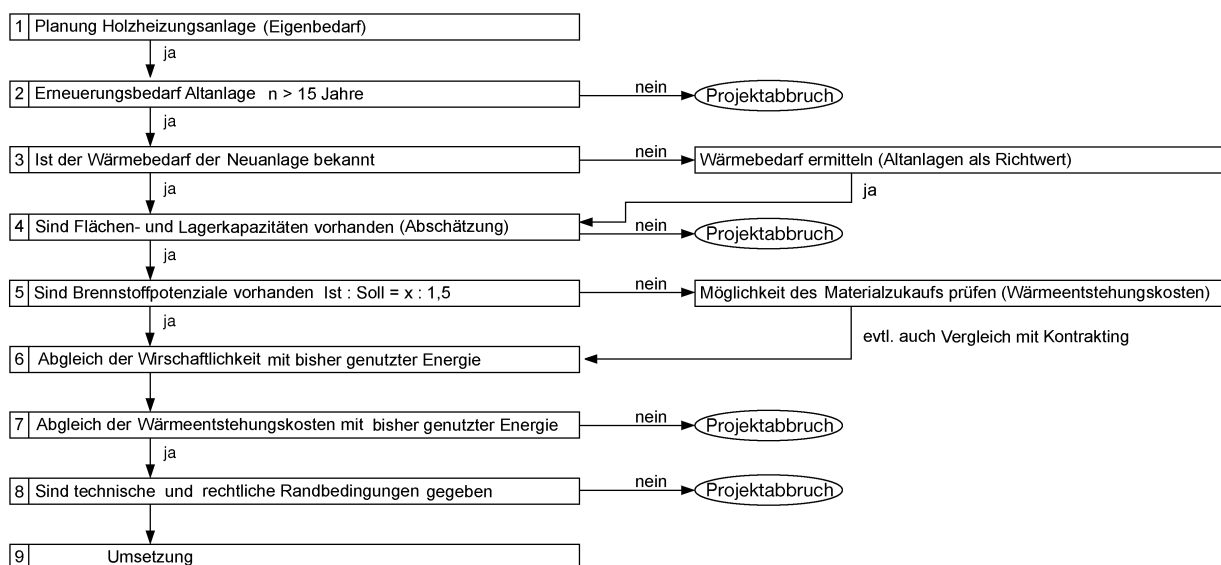 1 Planung Holzheizungsanlage (Eigenbedarf)
ja
2 Erneuerungsbedarf Altanlage n > 15 Jahre
nein
Projektabbruch
ja
3 Ist der Wärmebedarf der Neuanlage bekannt
nein
Wärmebedarf ermitteln (Altanlagen als Richtwert)
ja
ja
4 Sind Flächen- und Lagerkapazitäten vorhanden (Abschätzung)
nein
Projektabbruch
ja
5 Sind Brennstoffpotenziale vorhanden Ist : Soll = x : 1,5
nein
Möglichkeit des Materialzukaufs prüfen (Wärmeentstehungskosten)
ja
evtl. auch Vergleich mit Kontrakting
6 Abgleich der Wirschaftlichkeit mit bisher genutzter Energie
7 Abgleich der Wärmeentstehungskosten mit bisher genutzter Energie
nein
Projektabbruch
ja
8 Sind technische und rechtliche Randbedingungen gegeben
nein
Projektabbruch
9 Umsetzung